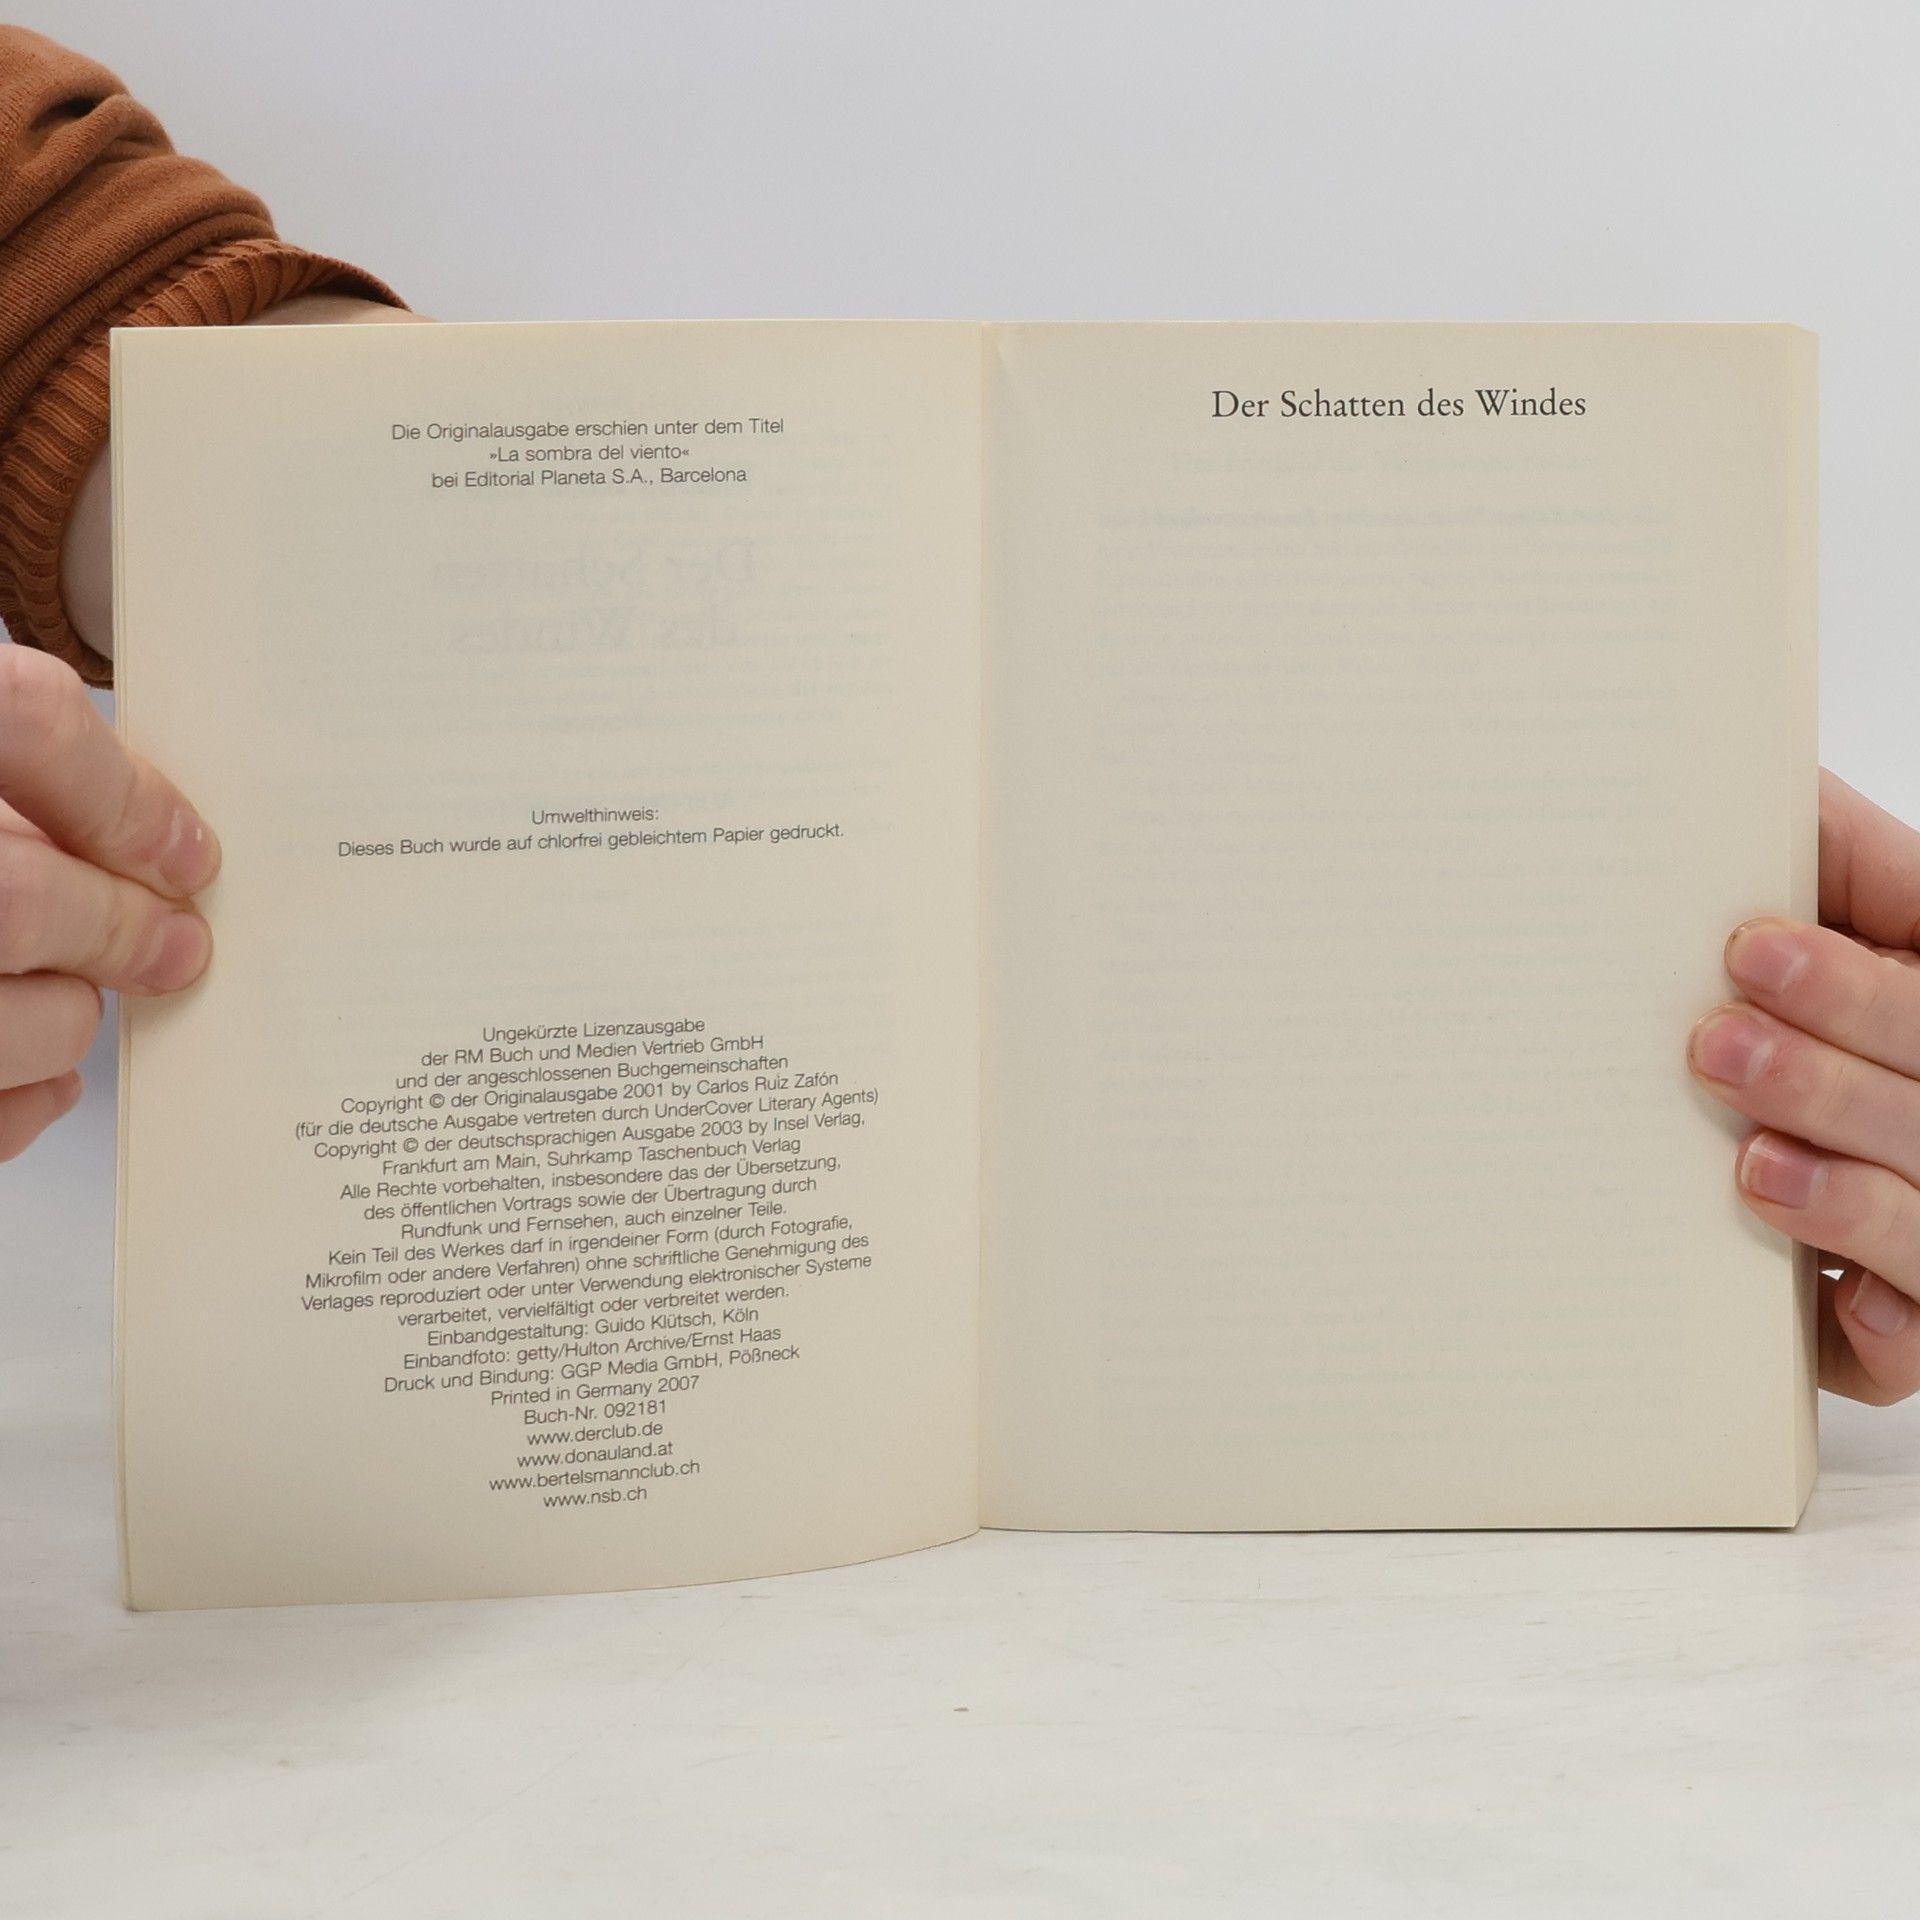 Die Originalausgabe erschien unter dem Titel
»La sombra del viento«
bei Editorial Planeta S.A., Barcelona
Umwelthinweis:
Dieses Buch wurde auf chlorfrei gebleichtem Papier gedruckt.
Ungekürzte Lizenzausgabe
der RM Buch und Medien Vertrieb GmbH
und der angeschlossenen Buchgemeinschaften
Copyright © der Originalausgabe 2001 by Carlos Ruiz Zafón
(für die deutsche Ausgabe vertreten durch UnderCover Literary Agents)
Copyright © der deutschsprachigen Ausgabe 2003 by Insel Verlag,
Frankfurt am Main, Suhrkamp Taschenbuch Verlag
Alle Rechte vorbehalten, insbesondere das der Übersetzung,
des öffentlichen Vortrags sowie der Übertragung durch
Rundfunk und Fernsehen, auch einzelner Teile.
Kein Teil des Werkes darf in irgendeiner Form (durch Fotografie,
Mikrofilm oder andere Verfahren) ohne schriftliche Genehmigung des
Verlages reproduziert oder unter Verwendung elektronischer Systeme
verarbeitet, vervielfältigt oder verbreitet werden.
Einbandgestaltung: Guido Klütsch, Köln
Einbandfoto: getty/Hulton Archive/Ernst Haas
Druck und Bindung: GGP Media GmbH, Pößneck
Printed in Germany 2007
Buch-Nr. 092181
www.derclub.de
www.donauland.at
www.bertelsmannclub.ch
www.nsb.ch
Der Schatten des Windes